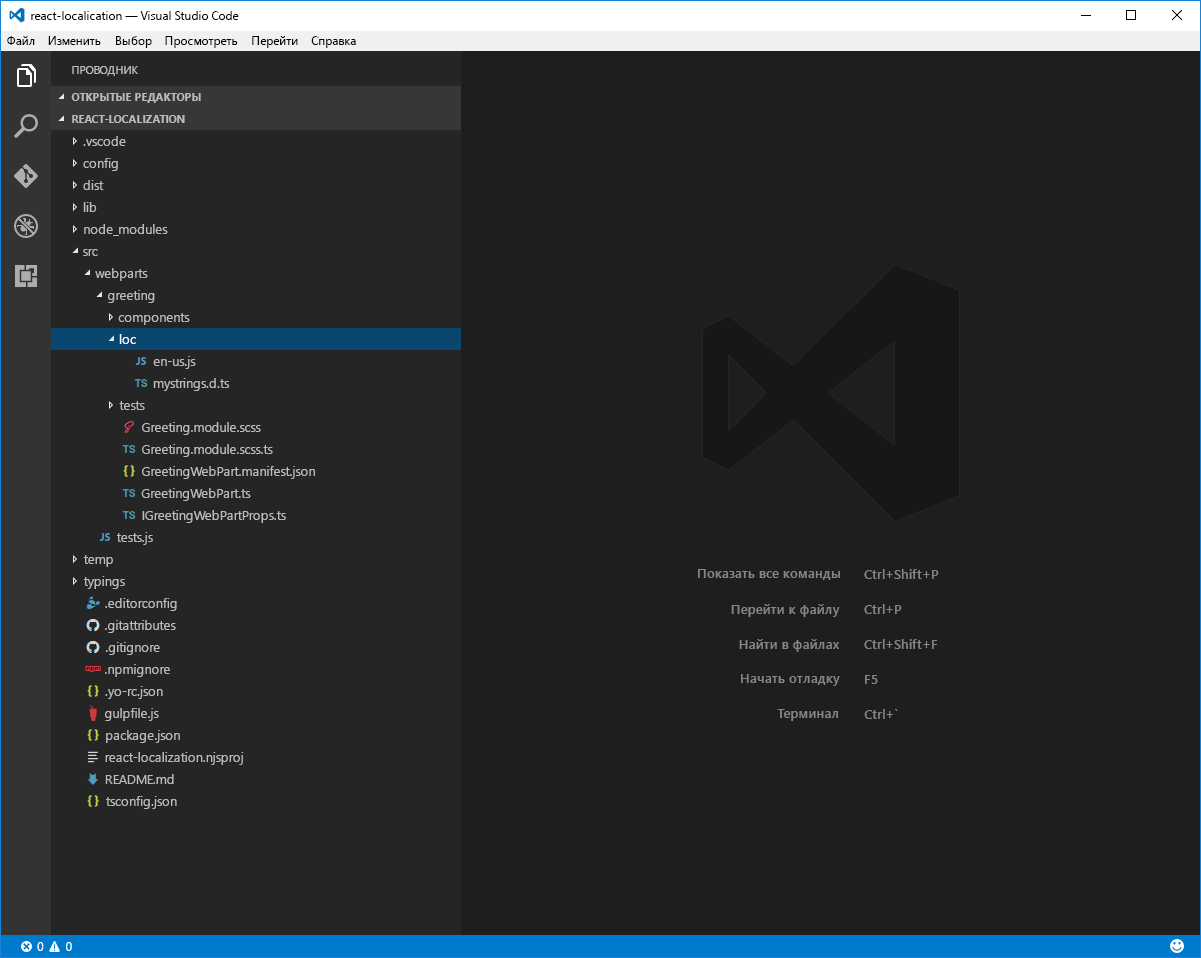 react-localication — Visual Studio Code
Файл Изменить Выбор Просмотреть Перейти Справка
ПРОВОДНИК
ОТКРЫТЫЕ РЕДАКТОРЫ
REACT-LOCALIZATION
.vscode
config
dist
lib
node_modules
src
webparts
greeting
components
loc
JS en-us.js
TS mystrings.d.ts
tests
Greeting.module.scss
TS Greeting.module.scss.ts
{} GreetingWebPart.manifest.json
TS GreetingWebPart.ts
TS IGreetingWebPartProps.ts
JS tests.js
temp
typings
.editorconfig
.gitattributes
.gitignore
npm .npmignore
{} .yo-rc.json
gulpfile.js
{} package.json
react-localization.njsproj
README.md
{} tsconfig.json
Показать все команды Ctrl+Shift+P
Перейти к файлу Ctrl+P
Найти в файлах Ctrl+Shift+F
Начать отладку F5
Терминал Ctrl+`
0 0